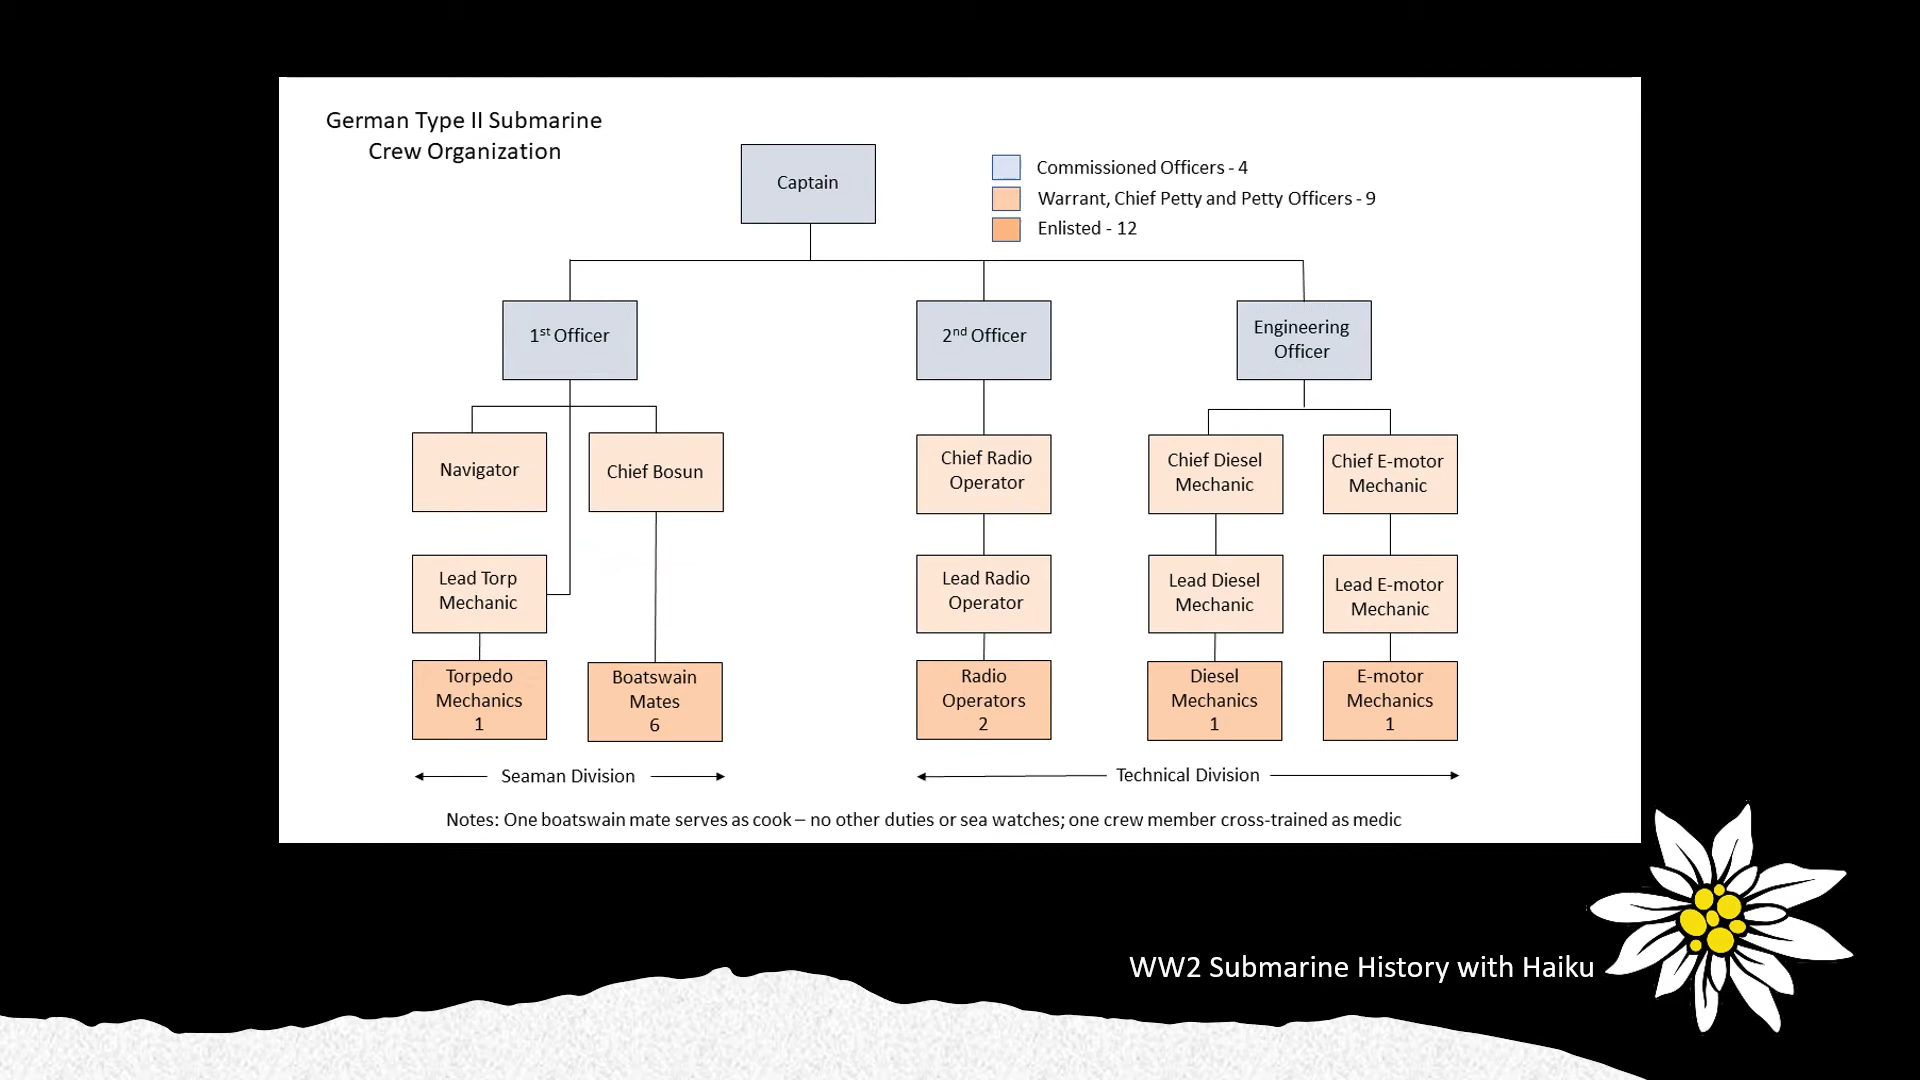 German Type II Submarine
Crew Organization
Captain
Commissioned Officers - 4
Warrant, Chief Petty and Petty Officers - 9
Enlisted - 12
1st Officer
2nd Officer
Engineering
Officer
Navigator
Chief Bosun
Chief Radio
Operator
Chief Diesel
Mechanic
Chief E-motor
Mechanic
Lead Torp
Mechanic
Lead Radio
Operator
Lead Diesel
Mechanic
Lead E-motor
Mechanic
Torpedo
Mechanics
1
Boatswain
Mates
6
Radio
Operators
2
Diesel
Mechanics
1
E-motor
Mechanics
1
Seaman Division
Technical Division
Notes: One boatswain mate serves as cook – no other duties or sea watches; one crew member cross-trained as medic
WW2 Submarine History with Haiku